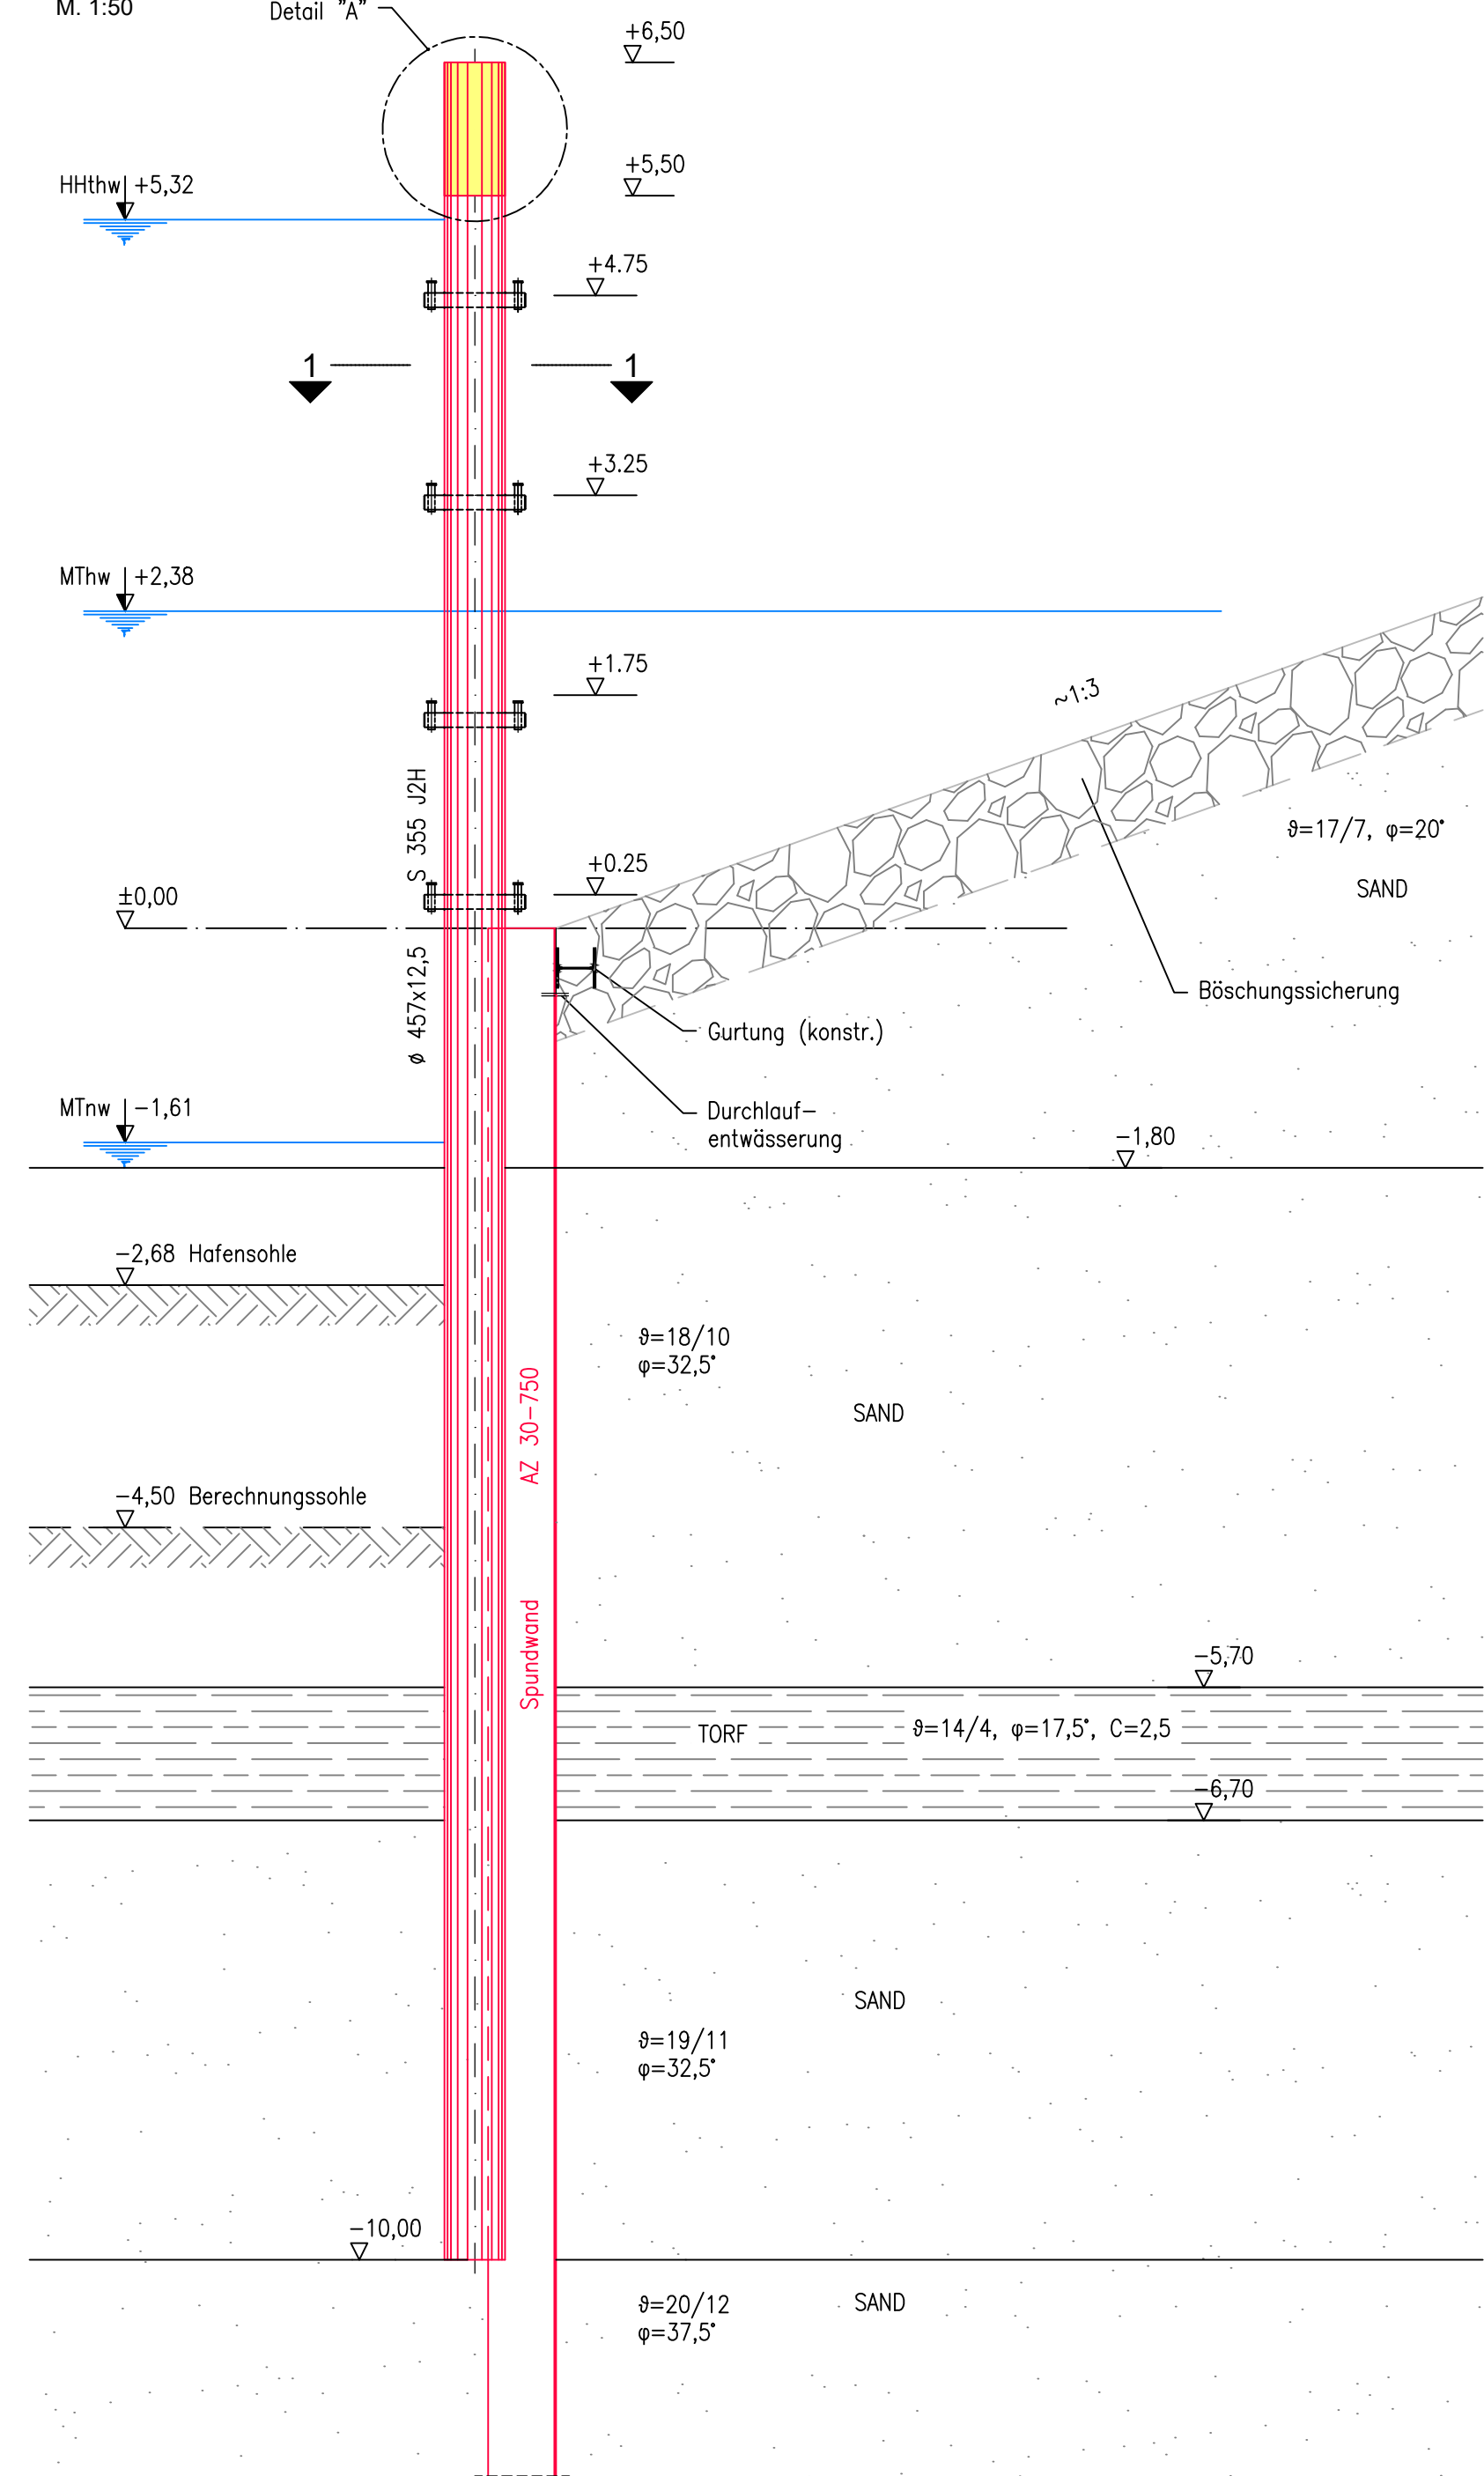 M. 1:50
Detail "A"
+6,50
+5,50
HHthw +5,32
+4.75
1 1
+3.25
MThw +2,38
+1.75
~1:3
S 355 J2H
ϑ=17/7, φ=20°
+0.25
SAND
±0,00
ø 457x12,5
Böschungssicherung
Gurtung (konstr.)
Durchlauf-
entwässerung
MTnw -1,61
-1,80
-2,68 Hafensohle
ϑ=18/10
φ=32,5°
AZ 30-750
SAND
-4,50 Berechnungssohle
Spundwand
-5,70
TORF
ϑ=14/4, φ=17,5°, C=2,5
-6,70
SAND
ϑ=19/11
φ=32,5°
-10,00
SAND
ϑ=20/12
φ=37,5°